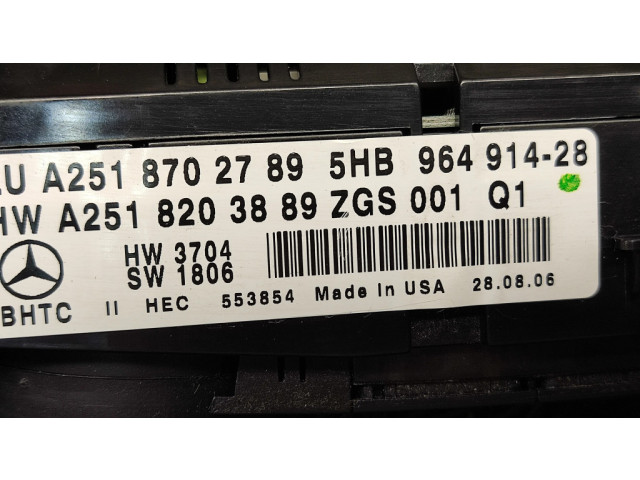 LU A251 870 27 89 5HB 964 914-28
HW A251 820 38 89 ZGS 001 Q1
HW 3704
SW 1806
BHTC II HEC 553854 Made In USA 28.08.06